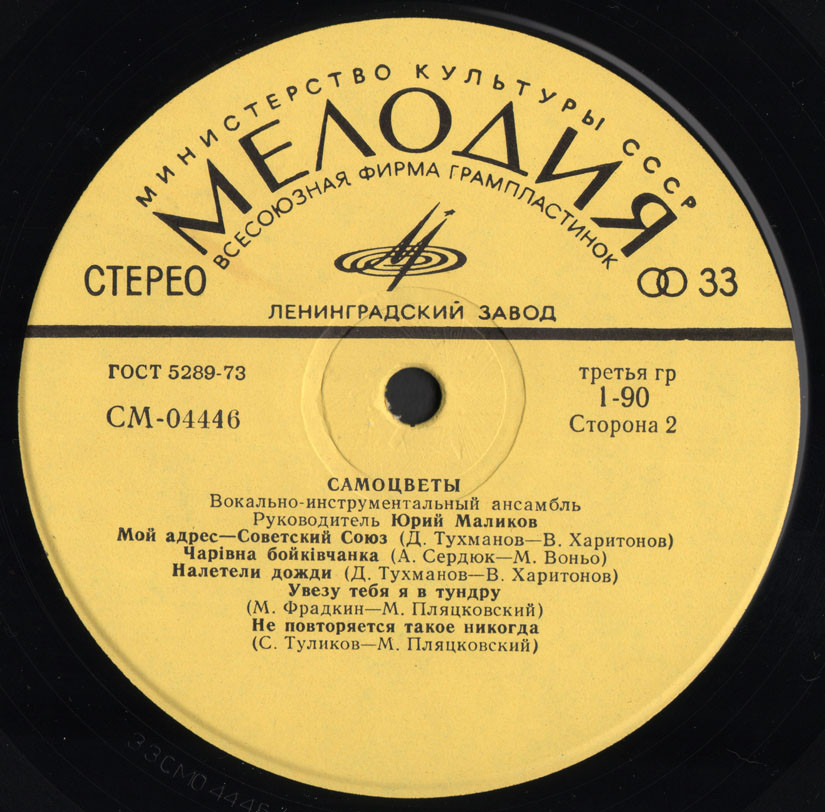 МИНИСТЕРСТВО КУЛЬТУРЫ СССР
МЕЛОДИЯ
ВСЕСОЮЗНАЯ ФИРМА ГРАМПЛАСТИНОК
СТЕРЕО
33
ЛЕНИНГРАДСКИЙ ЗАВОД
ГОСТ 5289-73
третья гр
СМ-04446
1-90
Сторона 2
САМОЦВЕТЫ
Вокально-инструментальный ансамбль
Руководитель Юрий Маликов
Мой адрес—Советский Союз (Д. Тухманов—В. Харитонов)
Чарiвна бойкiвчанка (А. Сердюк—М. Воньо)
Налетели дожди (Д. Тухманов—В. Харитонов)
Увезу тебя я в тундру
(М. Фрадкин—М. Пляцковский)
Не повторяется такое никогда
(С. Туликов—М. Пляцковский)